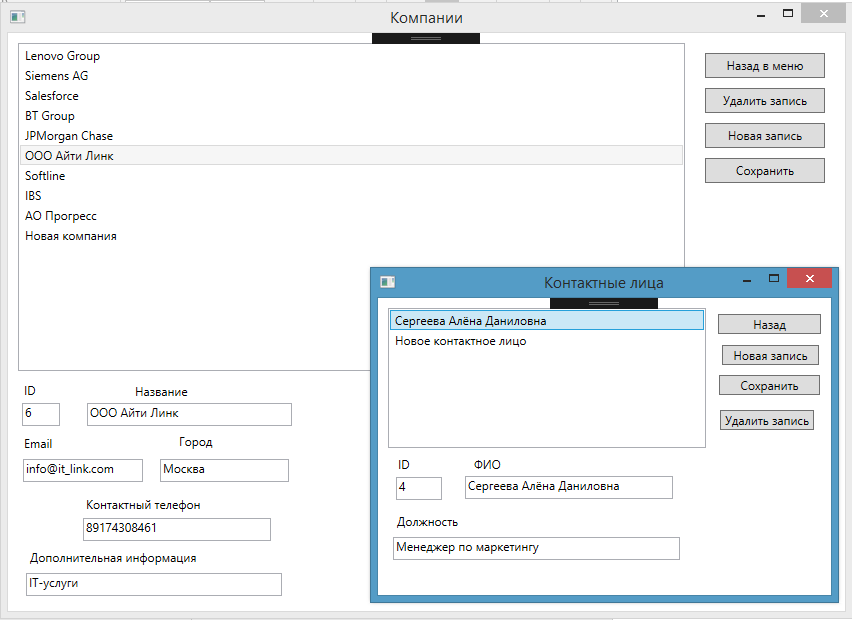 Компании
Lenovo Group
Siemens AG
Salesforce
BT Group
JPMorgan Chase
ООО Айти Линк
Softline
IBS
АО Прогресс
Новая компания
Назад в меню
Удалить запись
Новая запись
Сохранить
ID
Название
6
ООО Айти Линк
Email
Город
info@it_link.com
Москва
Контактный телефон
89174308461
Дополнительная информация
IT-услуги
Контактные лица
Сергеева Алёна Даниловна
Новое контактное лицо
Назад
Новая запись
Сохранить
Удалить запись
ID
ФИО
4
Сергеева Алёна Даниловна
Должность
Менеджер по маркетингу